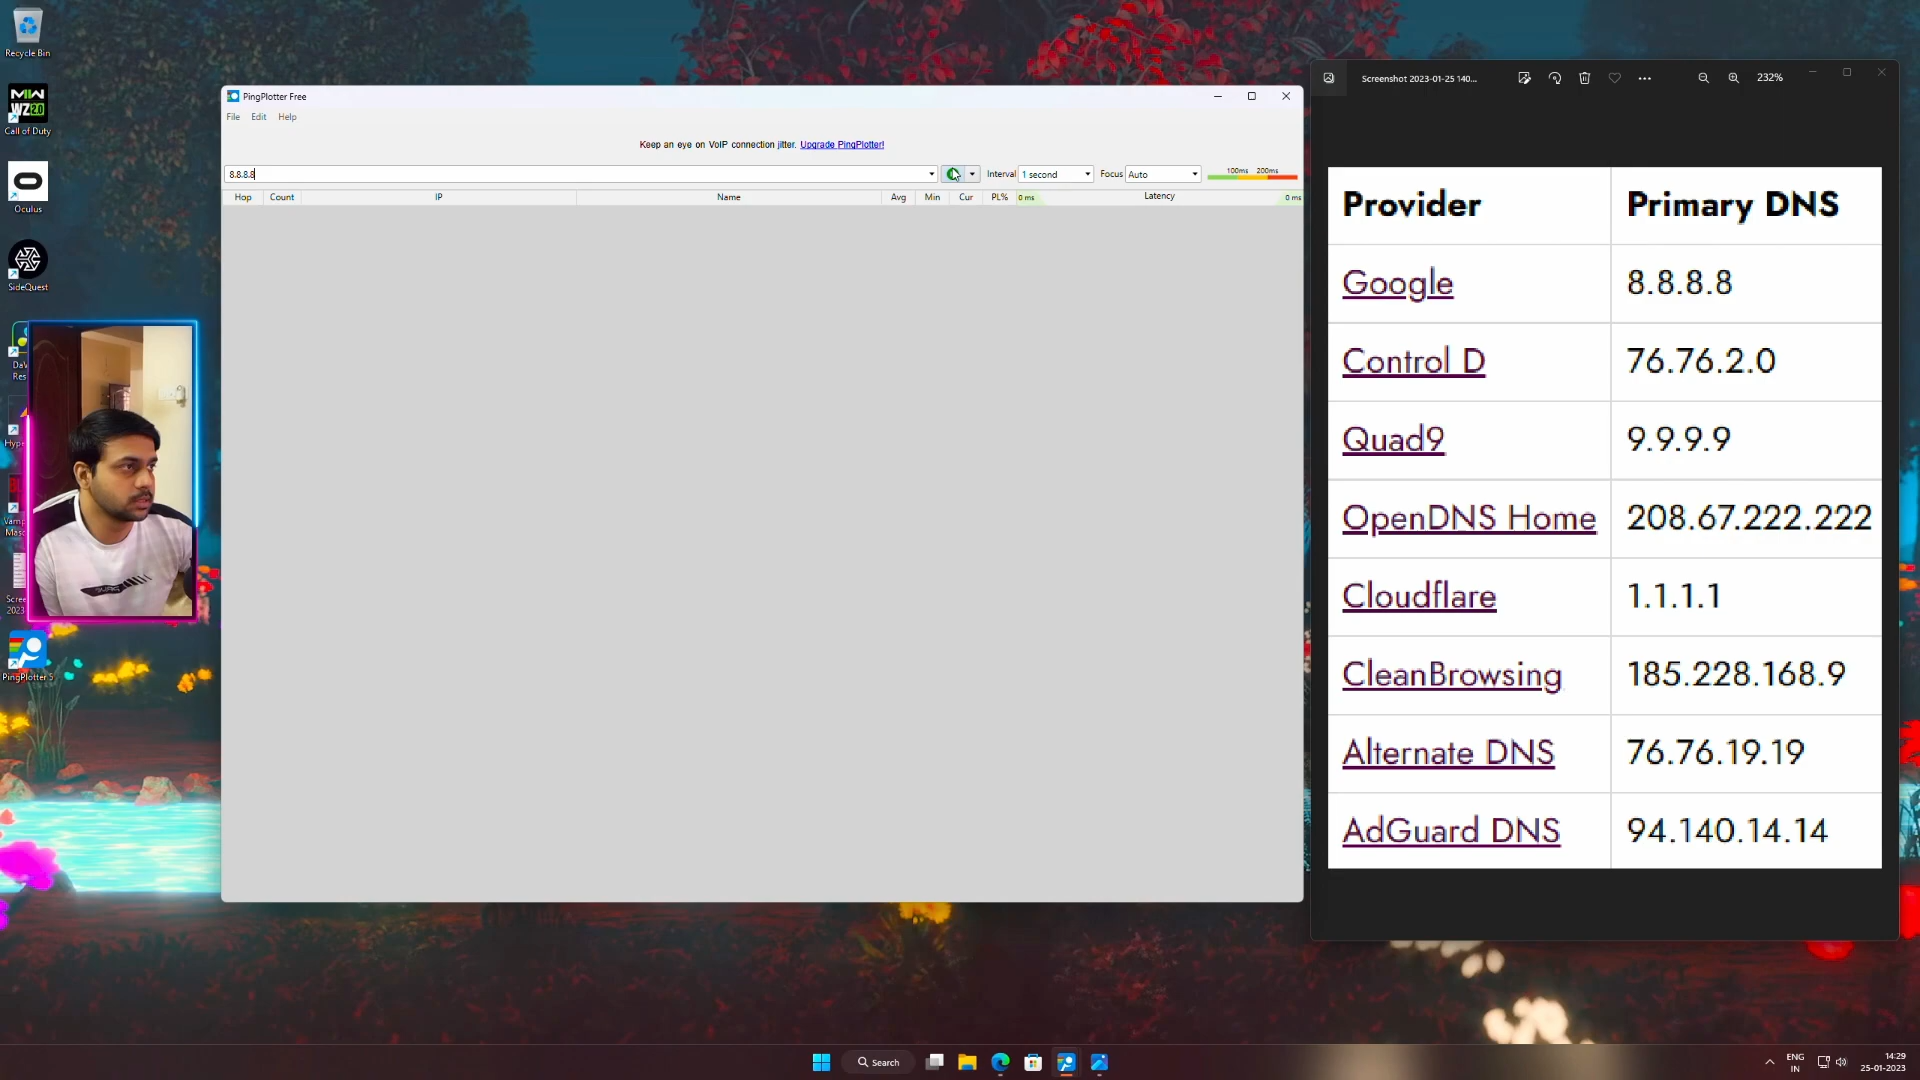 Recycle Bin
MW
WZ 2.0
Call of Duty
Oculus
SideQuest
PingPlotter 5
PingPlotter Free
File Edit Help
Keep an eye on VoIP connection jitter. Upgrade PingPlotter!
8.8.8.8
Interval 1 second Focus Auto 100ms 200ms
Hop Count IP Name Avg Min Cur PL% 0 ms Latency 0 ms
Screenshot 2023-01-25 140... 232%
Provider Primary DNS
Google 8.8.8.8
Control D 76.76.2.0
Quad9 9.9.9.9
OpenDNS Home 208.67.222.222
Cloudflare 1.1.1.1
CleanBrowsing 185.228.168.9
Alternate DNS 76.76.19.19
AdGuard DNS 94.140.14.14
Search
ENG
IN
14:29
25-01-2023